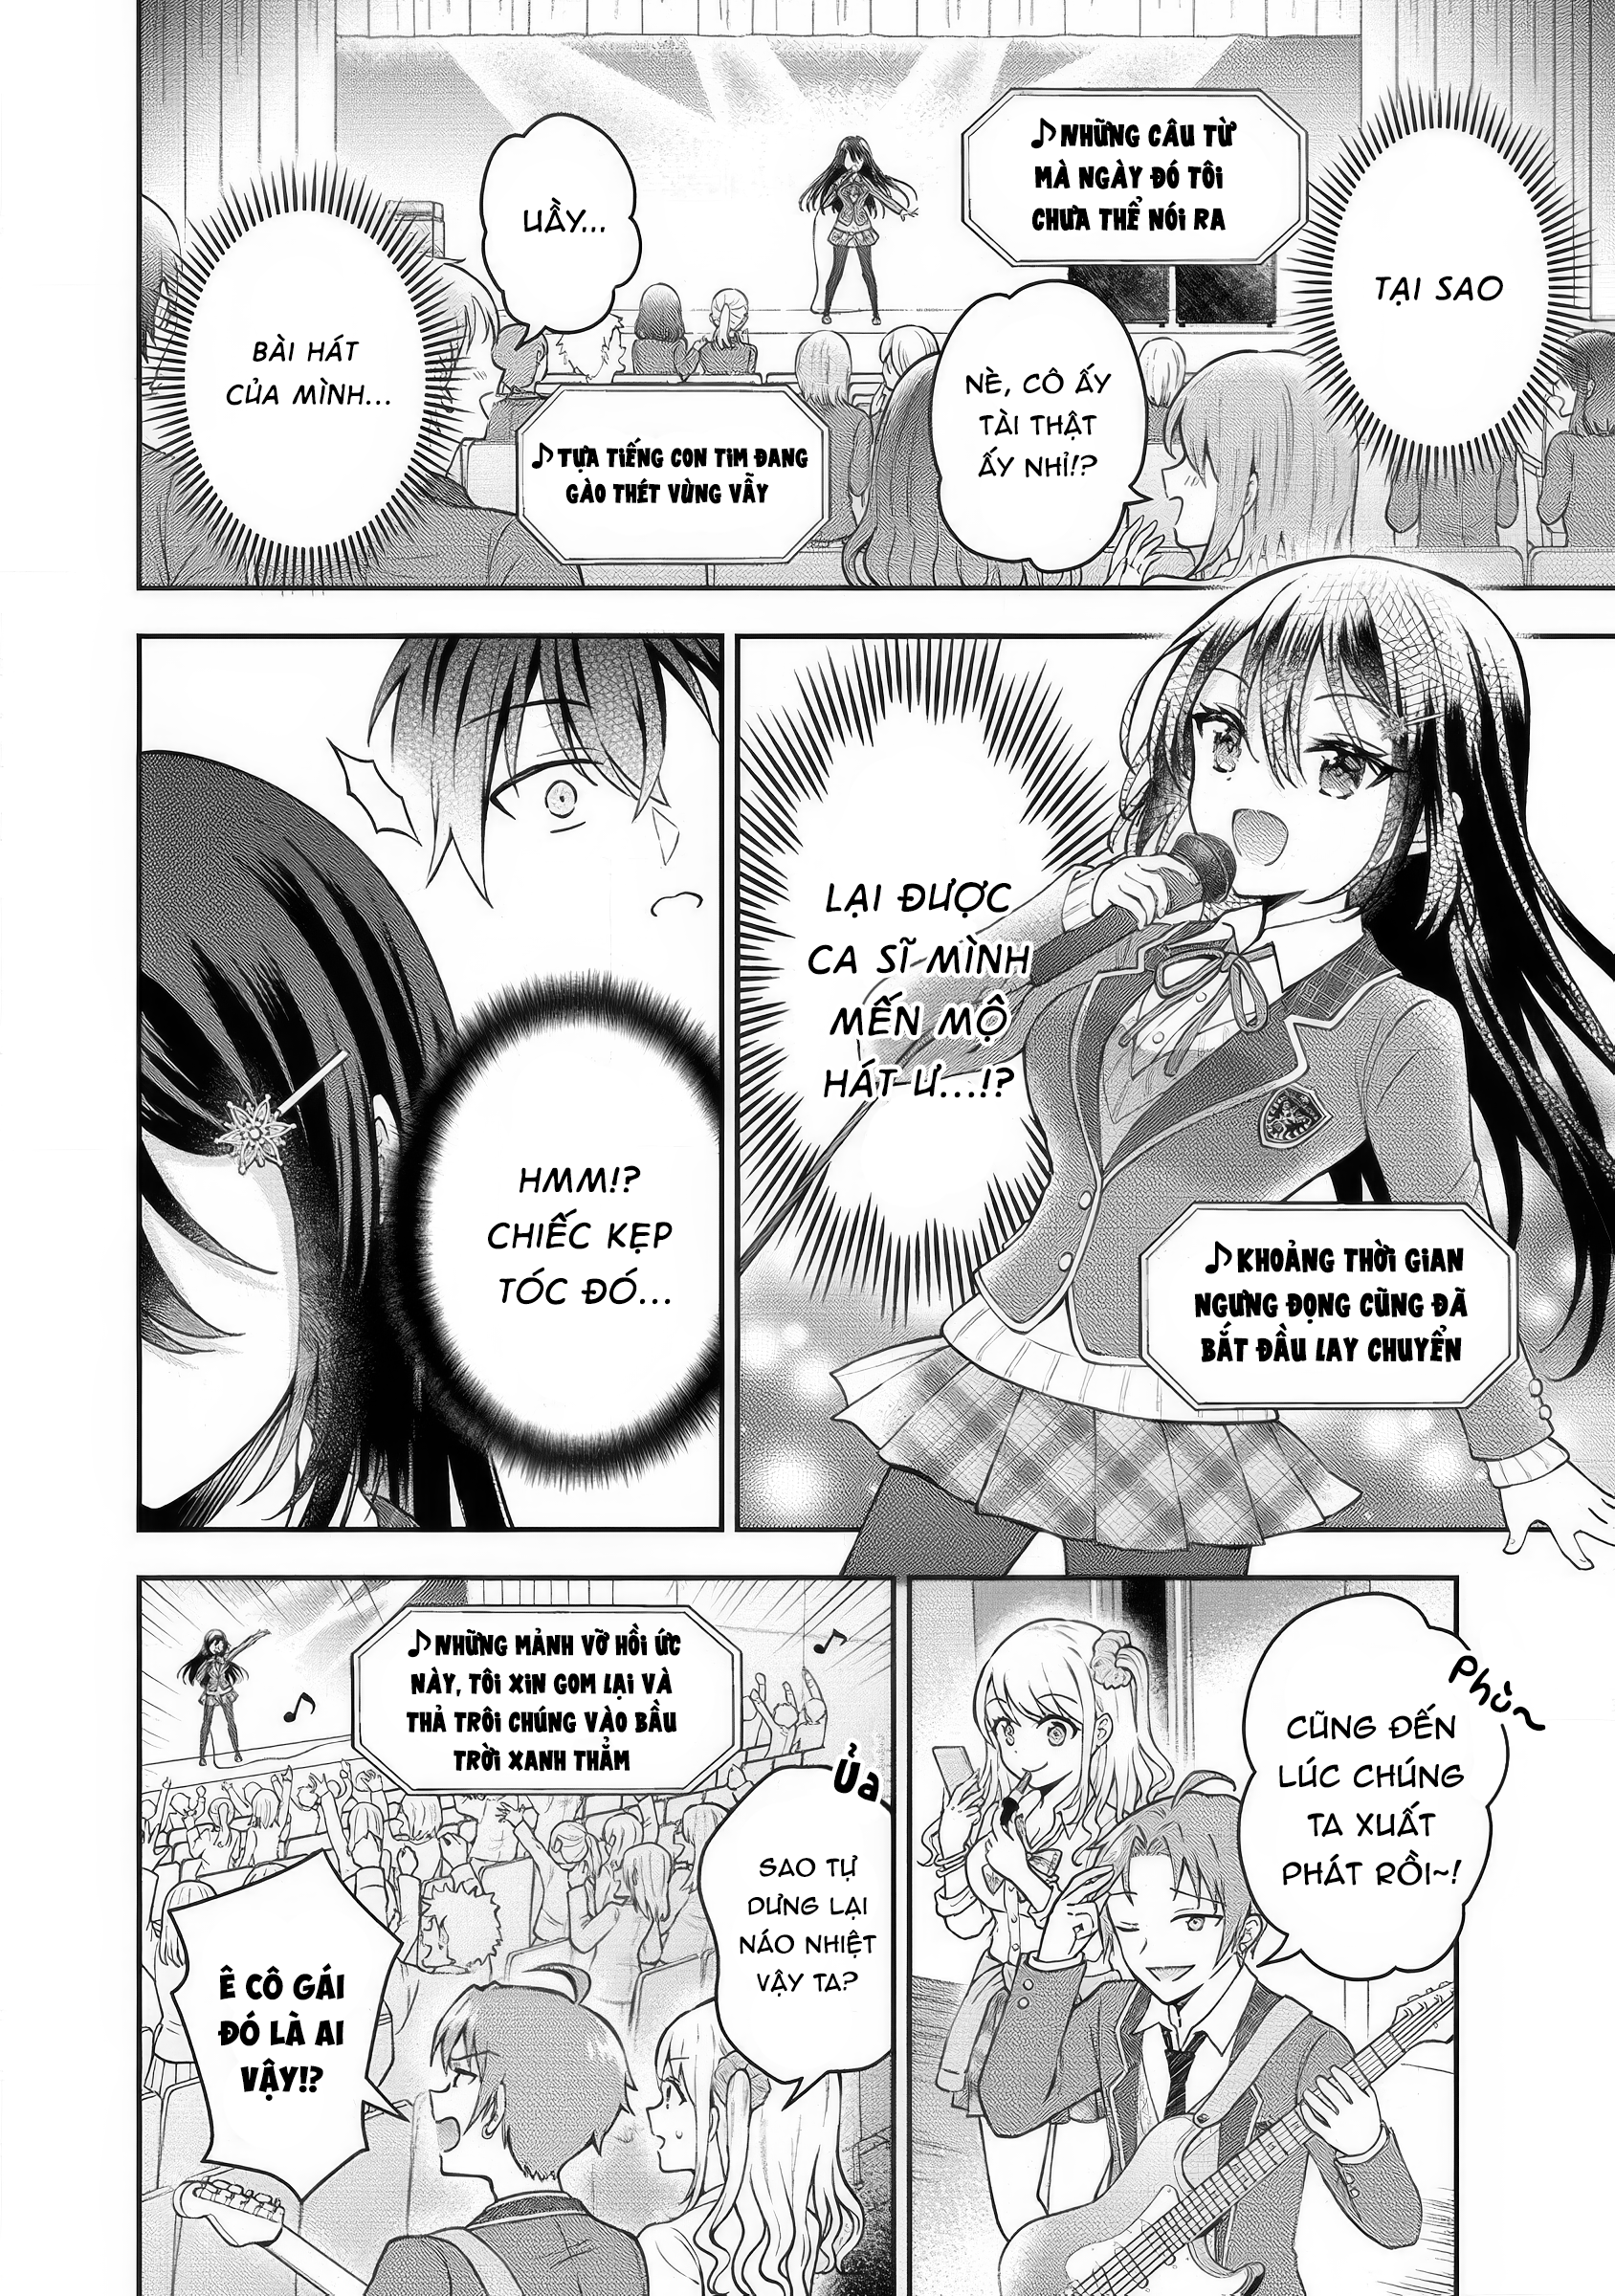 TẠI SAO
♪NHỮNG CÂU TỪ
MÀ NGÀY ĐÓ TÔI
CHƯA THỂ NÓI RA
NÈ, CÔ ẤY
TÀI THẬT
ẤY NHỈ!?
UẦY...
♪TỰA TIẾNG CON TIM ĐANG
GÀO THÉT VÙNG VẪY
BÀI HÁT
CỦA MÌNH...
LẠI ĐƯỢC
CA SĨ MÌNH
MẾN MỘ
HÁT Ư...!?
♪KHOẢNG THỜI GIAN
NGƯNG ĐỌNG CŨNG ĐÃ
BẮT ĐẦU LAY CHUYỂN
HMM!?
CHIẾC KẸP
TÓC ĐÓ...
Phù~
CŨNG ĐẾN
LÚC CHÚNG
TA XUẤT
PHÁT RỒI~!
♪NHỮNG MẢNH VỠ HỒI ỨC
NÀY, TÔI XIN GOM LẠI VÀ
THẢ TRÔI CHÚNG VÀO BẦU
TRỜI XANH THẲM
Ủa
SAO TỰ
DƯNG LẠI
NÁO NHIỆT
VẬY TA?
Ê CÔ GÁI
ĐÓ LÀ AI
VẬY!?